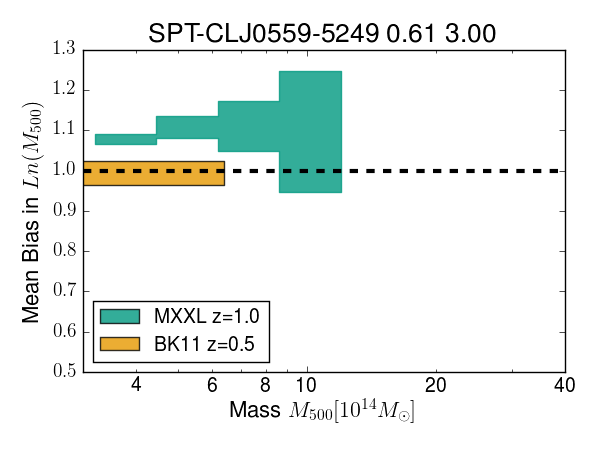 SPT-CLJ0559-5249 0.61 3.00
Mean Bias in Ln(M500)
1.3
1.2
1.1
1.0
0.9
0.8
0.7
0.6
0.5
MXXL z=1.0
BK11 z=0.5
4 6 8 10 20 40
Mass M500[10^14 M⊙]